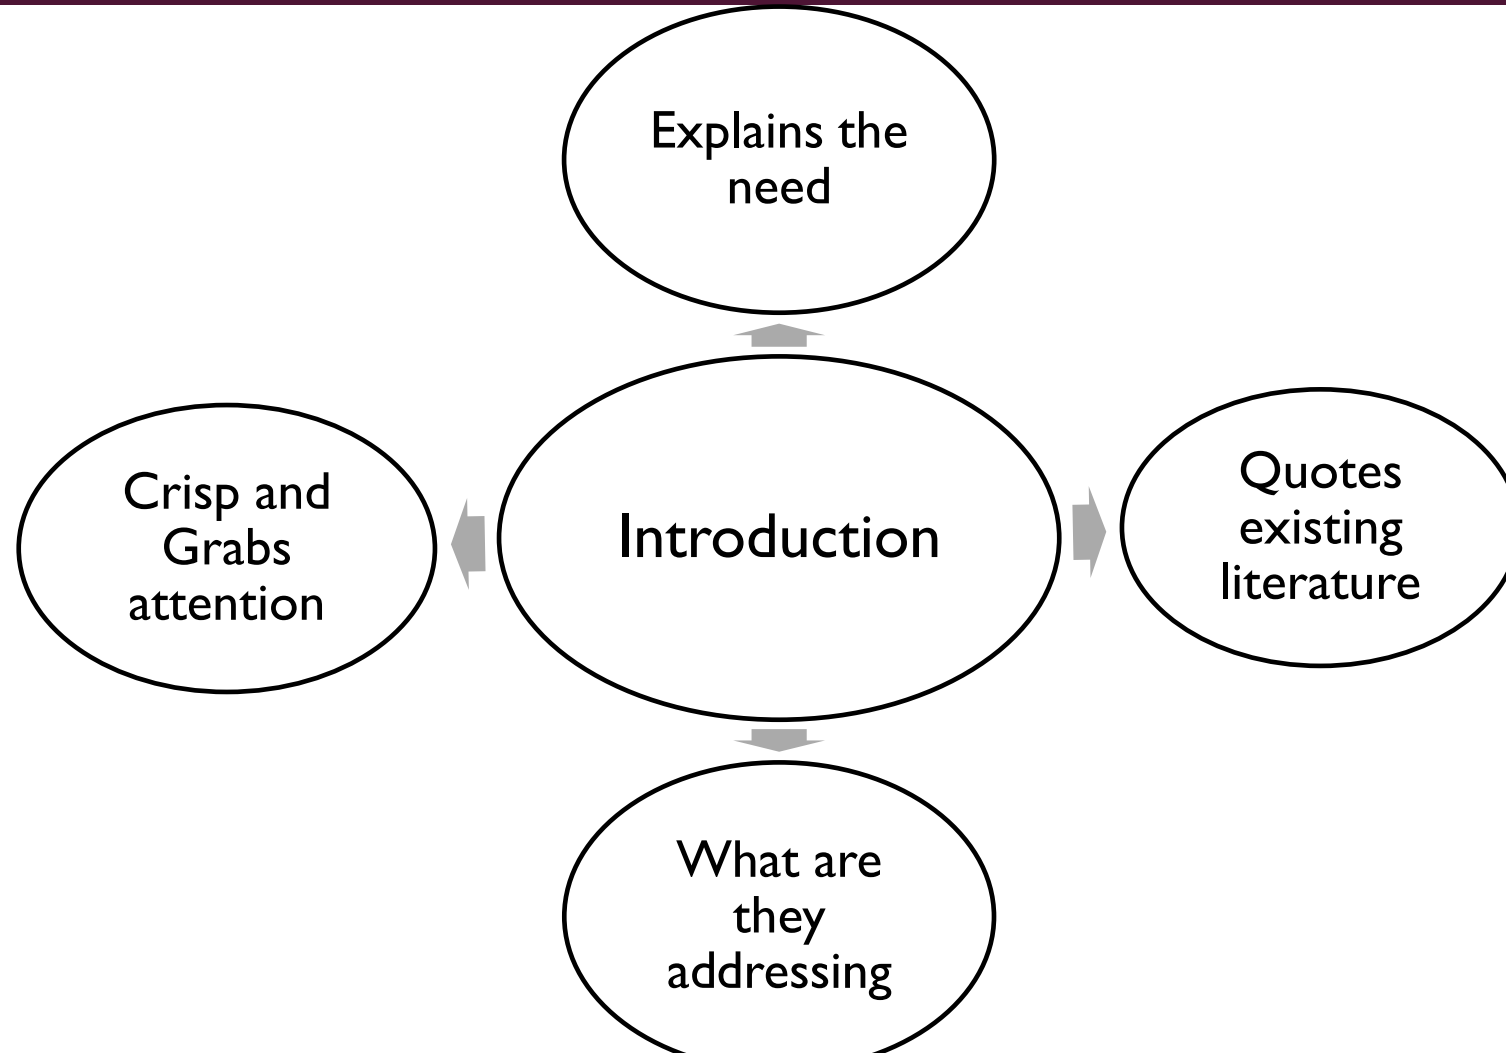 Explains the
need
Crisp and
Grabs
attention
Introduction
Quotes
existing
literature
What are
they
addressing